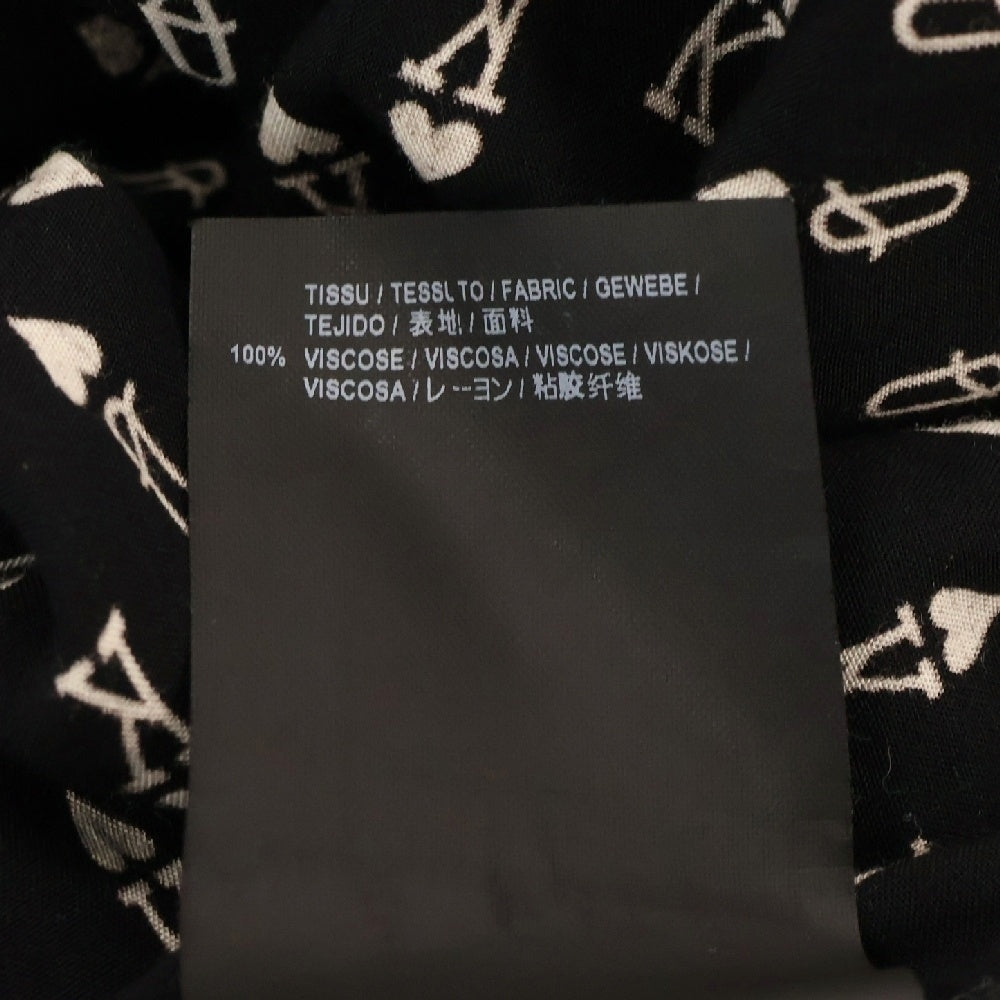 TISSU / TESSUTO / FABRIC / GEWEBE /
TEJIDO / 表地 / 面料
100% VISCOSE / VISCOSA / VISCOSE / VISKOSE /
VISCOSA / レーヨン / 粘胶纤维